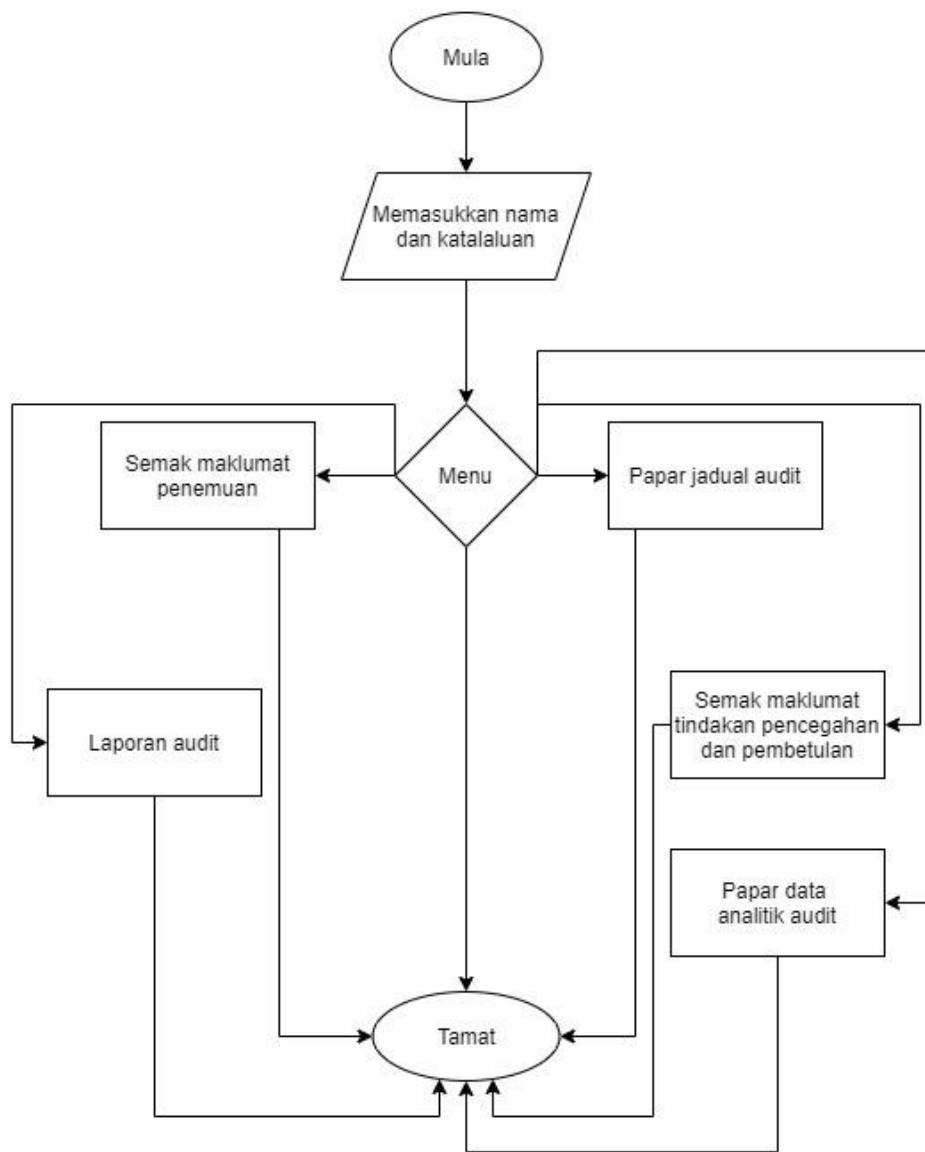 Mula
Memasukkan nama
dan katalaluan
Semak maklumat
penemuan
Menu
Papar jadual audit
Laporan audit
Semak maklumat
tindakan pencegahan
dan pembetulan
Papar data
analitik audit
Tamat